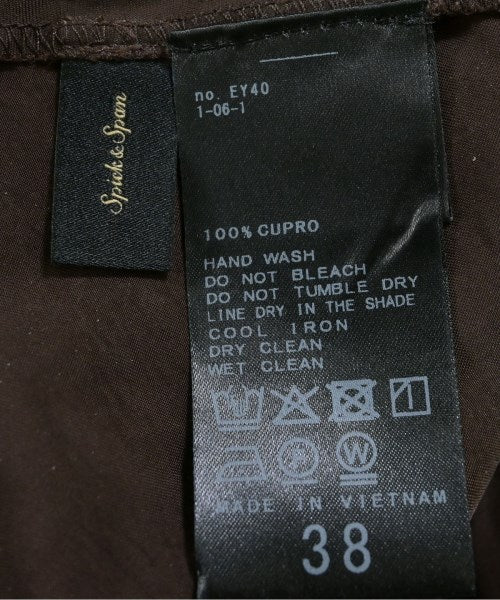 Spick & Span
no. EY40
1-06-1
100% CUPRO
HAND WASH
DO NOT BLEACH
DO NOT TUMBLE DRY
LINE DRY IN THE SHADE
COOL IRON
DRY CLEAN
WET CLEAN
W
MADE IN VIETNAM
38